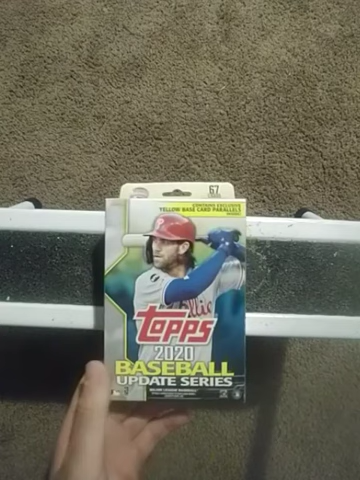 67
CONTAINS EXCLUSIVE
YELLOW BASE CARD PARALLELS
P
TOPPS
2020
BASEBALL
UPDATE SERIES